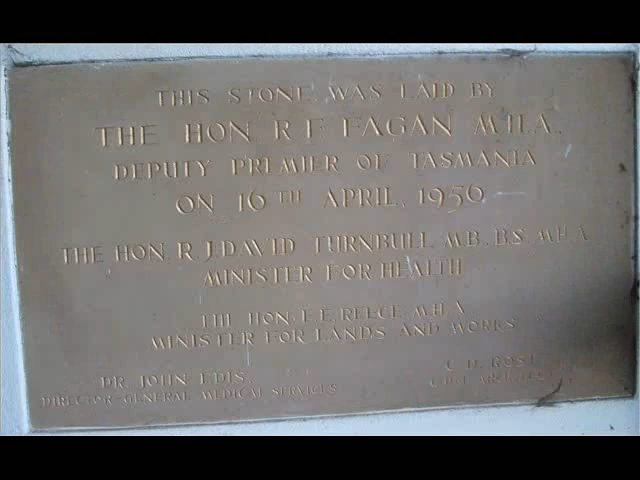 THIS STONE WAS LAID BY
THE HON. R. F. FAGAN M.H.A.,
DEPUTY PREMIER OF TASMANIA
ON 16TH APRIL, 1956
THE HON. R. J. DAVID TURNBULL M.B., B.S. M.H.A.
MINISTER FOR HEALTH
THE HON. E. E. REECE M.H.A.
MINISTER FOR LANDS AND WORKS
DR. JOHN EDIS,
DIRECTOR-GENERAL MEDICAL SERVICES
ARCHITECT